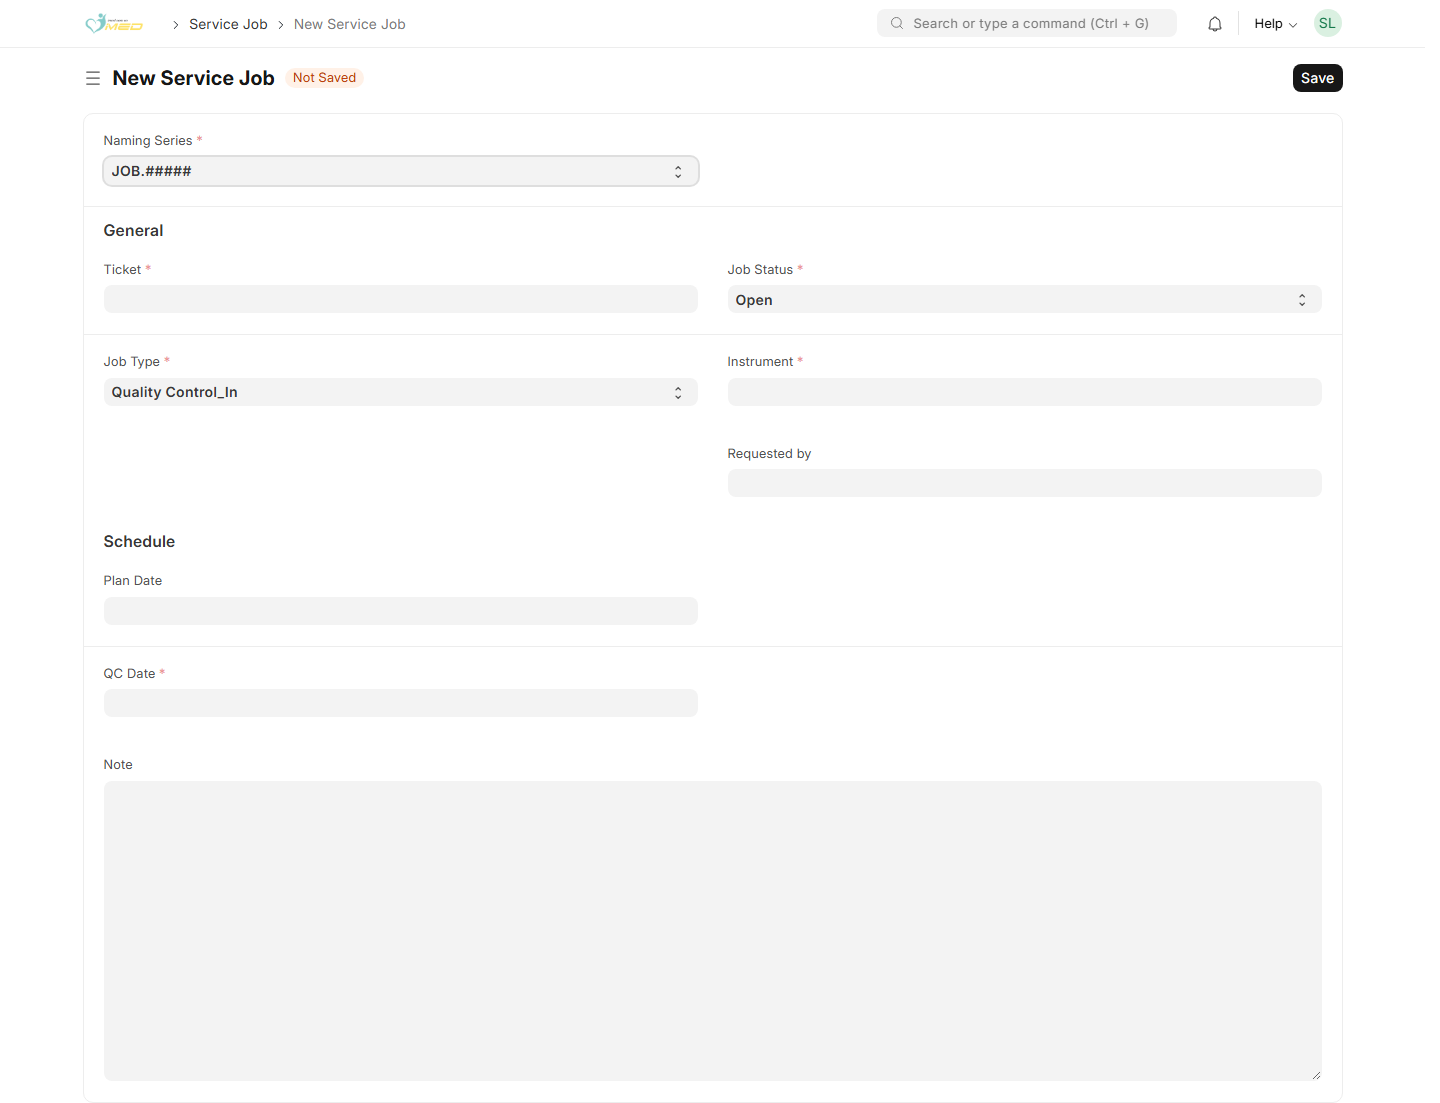 MED
Service Job
New Service Job
Search or type a command (Ctrl + G)
Help
SL
New Service Job
Not Saved
Save
Naming Series *
JOB.#####
General
Ticket *
Job Status *
Open
Job Type *
Instrument *
Quality Control_In
Requested by
Schedule
Plan Date
QC Date *
Note